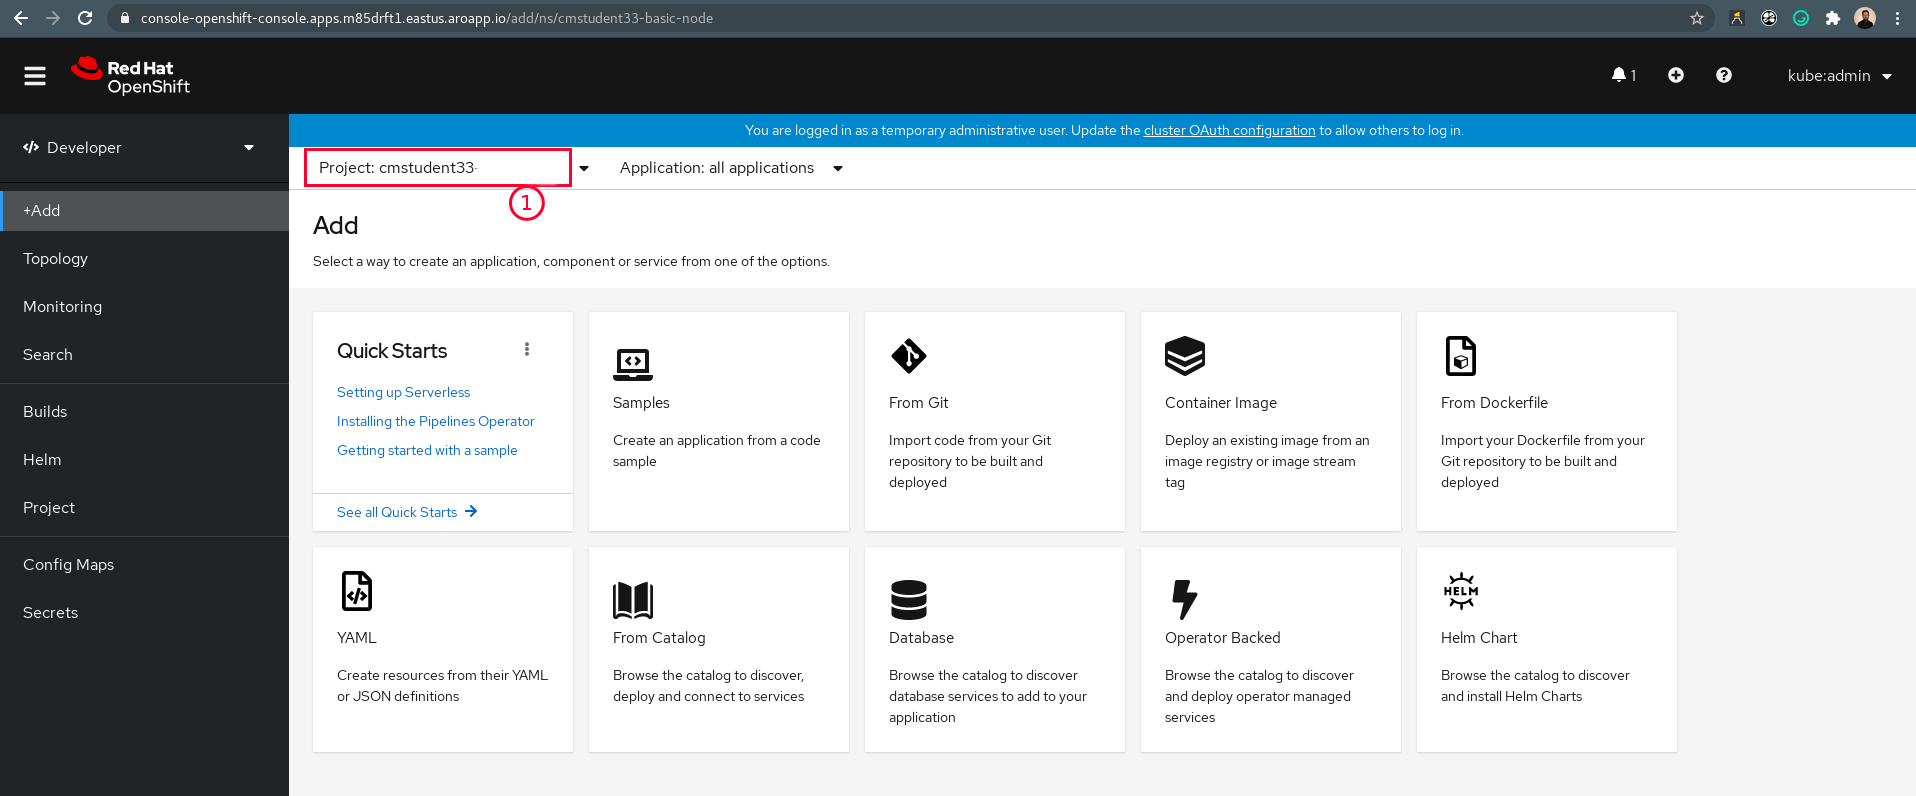 console-openshift-console.apps.m85drft1.eastus.aroapp.io/add/ns/cmstudent33-basic-node
Red Hat
OpenShift
1
kube:admin
Developer
You are logged in as a temporary administrative user. Update the cluster OAuth configuration to allow others to log in.
Project: cmstudent33-
Application: all applications
1
+Add
Topology
Monitoring
Search
Builds
Helm
Project
Config Maps
Secrets
Add
Select a way to create an application, component or service from one of the options.
Quick Starts
Setting up Serverless
Installing the Pipelines Operator
Getting started with a sample
See all Quick Starts
Samples
Create an application from a code
sample
From Git
Import code from your Git
repository to be built and
deployed
Container Image
Deploy an existing image from an
image registry or image stream
tag
From Dockerfile
Import your Dockerfile from your
Git repository to be built and
deployed
YAML
Create resources from their YAML
or JSON definitions
From Catalog
Browse the catalog to discover,
deploy and connect to services
Database
Browse the catalog to discover
database services to add to your
application
Operator Backed
Browse the catalog to discover
and deploy operator managed
services
HELM
Helm Chart
Browse the catalog to discover
and install Helm Charts